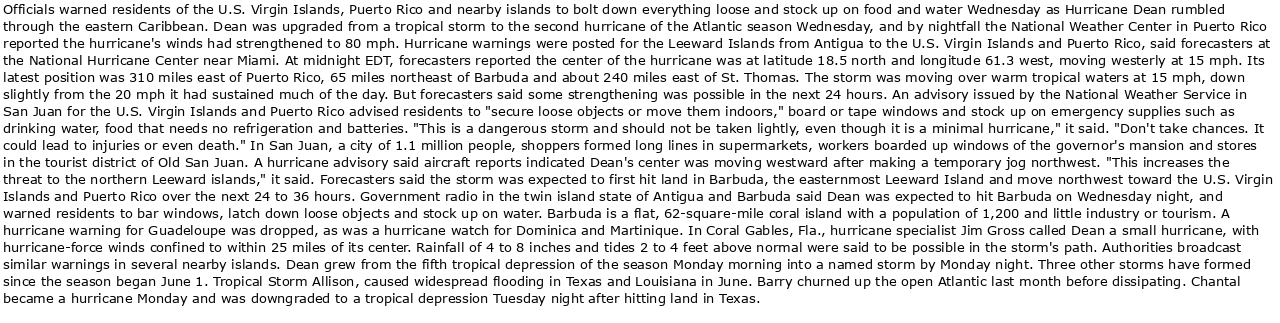 Officials warned residents of the U.S. Virgin Islands, Puerto Rico and nearby islands to bolt down everything loose and stock up on food and water Wednesday as Hurricane Dean rumbled
through the eastern Caribbean. Dean was upgraded from a tropical storm to the second hurricane of the Atlantic season Wednesday, and by nightfall the National Weather Center in Puerto Rico
reported the hurricane's winds had strengthened to 80 mph. Hurricane warnings were posted for the Leeward Islands from Antigua to the U.S. Virgin Islands and Puerto Rico, said forecasters at
the National Hurricane Center near Miami. At midnight EDT, forecasters reported the center of the hurricane was at latitude 18.5 north and longitude 61.3 west, moving westerly at 15 mph. Its
latest position was 310 miles east of Puerto Rico, 65 miles northeast of Barbuda and about 240 miles east of St. Thomas. The storm was moving over warm tropical waters at 15 mph, down
slightly from the 20 mph it had sustained much of the day. But forecasters said some strengthening was possible in the next 24 hours. An advisory issued by the National Weather Service in
San Juan for the U.S. Virgin Islands and Puerto Rico advised residents to "secure loose objects or move them indoors," board or tape windows and stock up on emergency supplies such as
drinking water, food that needs no refrigeration and batteries. "This is a dangerous storm and should not be taken lightly, even though it is a minimal hurricane," it said. "Don't take chances. It
could lead to injuries or even death." In San Juan, a city of 1.1 million people, shoppers formed long lines in supermarkets, workers boarded up windows of the governor's mansion and stores
in the tourist district of Old San Juan. A hurricane advisory said aircraft reports indicated Dean's center was moving westward after making a temporary jog northwest. "This increases the
threat to the northern Leeward islands," it said. Forecasters said the storm was expected to first hit land in Barbuda, the easternmost Leeward Island and move northwest toward the U.S. Virgin
Islands and Puerto Rico over the next 24 to 36 hours. Government radio in the twin island state of Antigua and Barbuda said Dean was expected to hit Barbuda on Wednesday night, and
warned residents to bar windows, latch down loose objects and stock up on water. Barbuda is a flat, 62-square-mile coral island with a population of 1,200 and little industry or tourism. A
hurricane warning for Guadeloupe was dropped, as was a hurricane watch for Dominica and Martinique. In Coral Gables, Fla., hurricane specialist Jim Gross called Dean a small hurricane, with
hurricane-force winds confined to within 25 miles of its center. Rainfall of 4 to 8 inches and tides 2 to 4 feet above normal were said to be possible in the storm's path. Authorities broadcast
similar warnings in several nearby islands. Dean grew from the fifth tropical depression of the season Monday morning into a named storm by Monday night. Three other storms have formed
since the season began June 1. Tropical Storm Allison, caused widespread flooding in Texas and Louisiana in June. Barry churned up the open Atlantic last month before dissipating. Chantal
became a hurricane Monday and was downgraded to a tropical depression Tuesday night after hitting land in Texas.